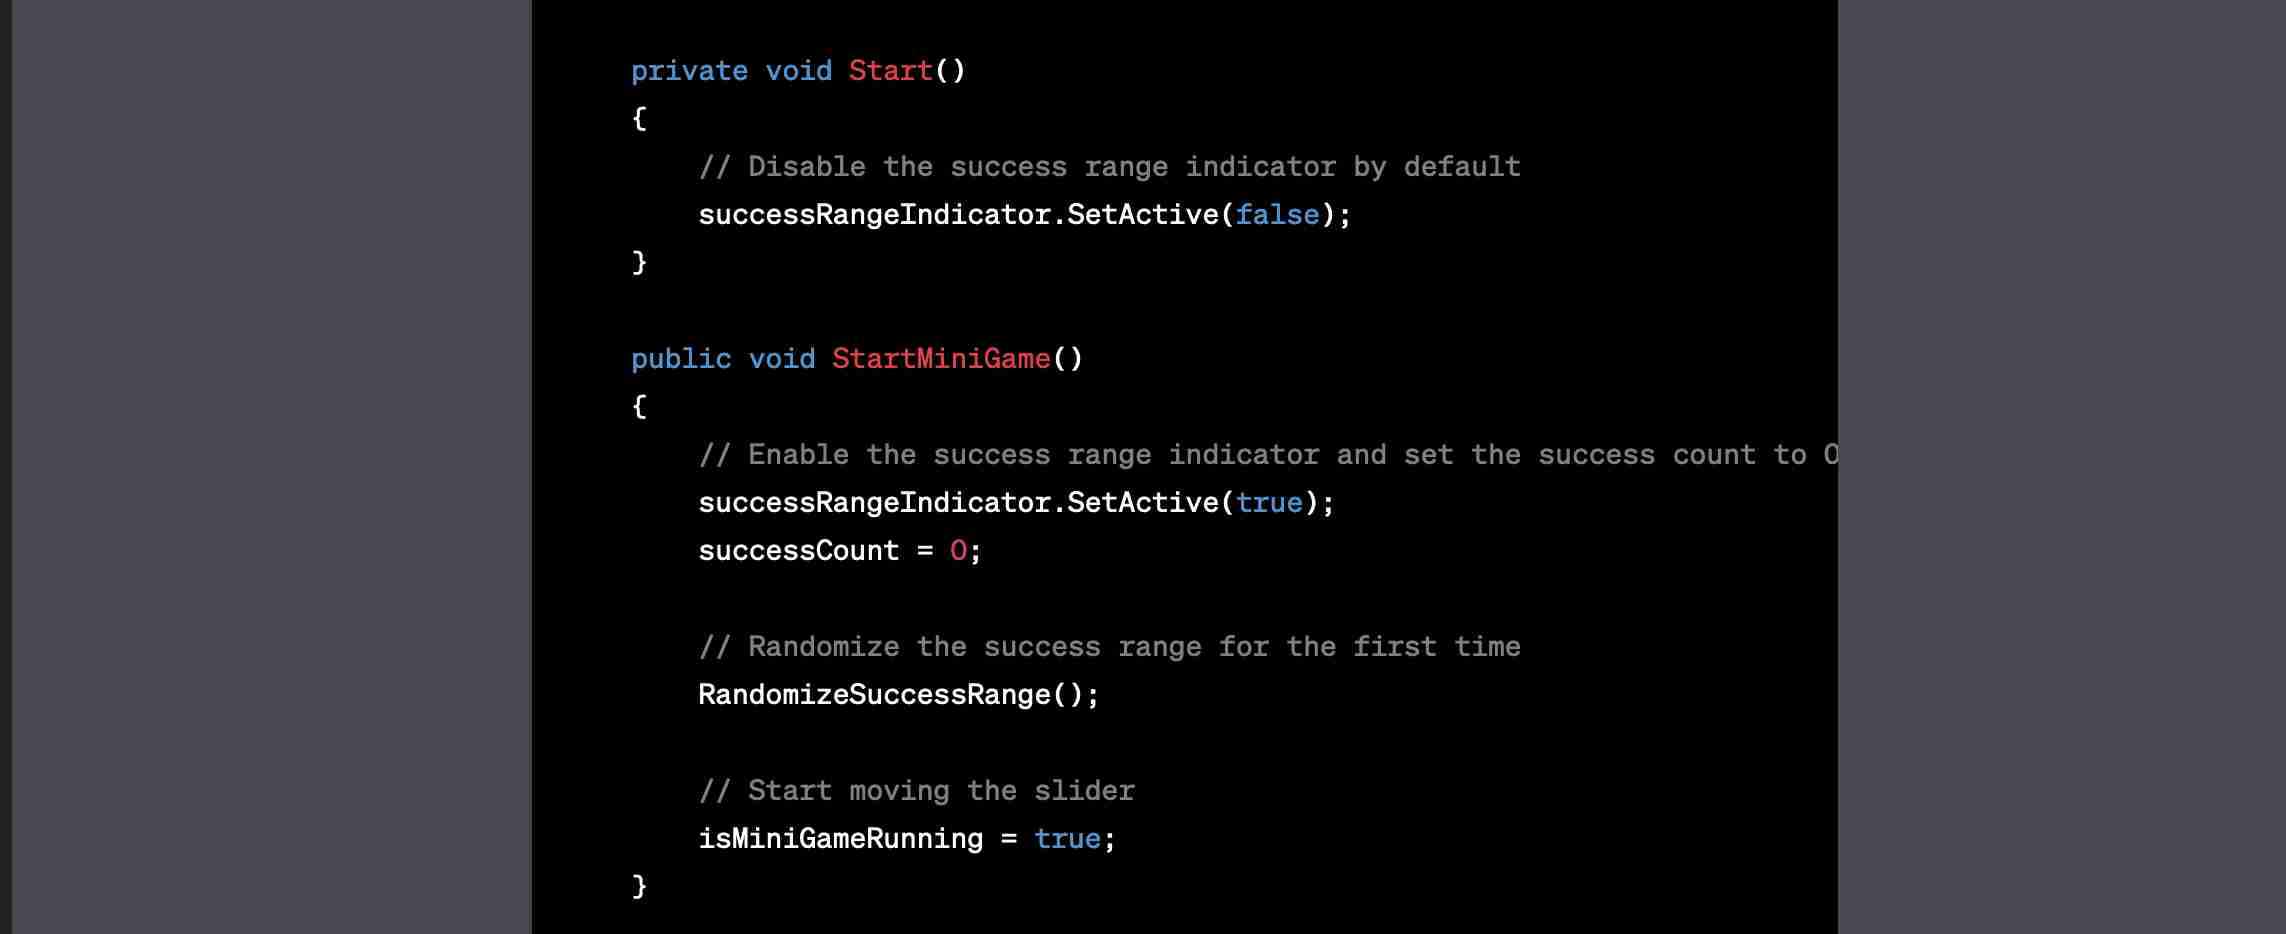 private void Start()
{
// Disable the success range indicator by default
successRangeIndicator.SetActive(false);
}
public void StartMiniGame()
{
// Enable the success range indicator and set the success count to 0
successRangeIndicator.SetActive(true);
successCount = 0;
// Randomize the success range for the first time
RandomizeSuccessRange();
// Start moving the slider
isMiniGameRunning = true;
}